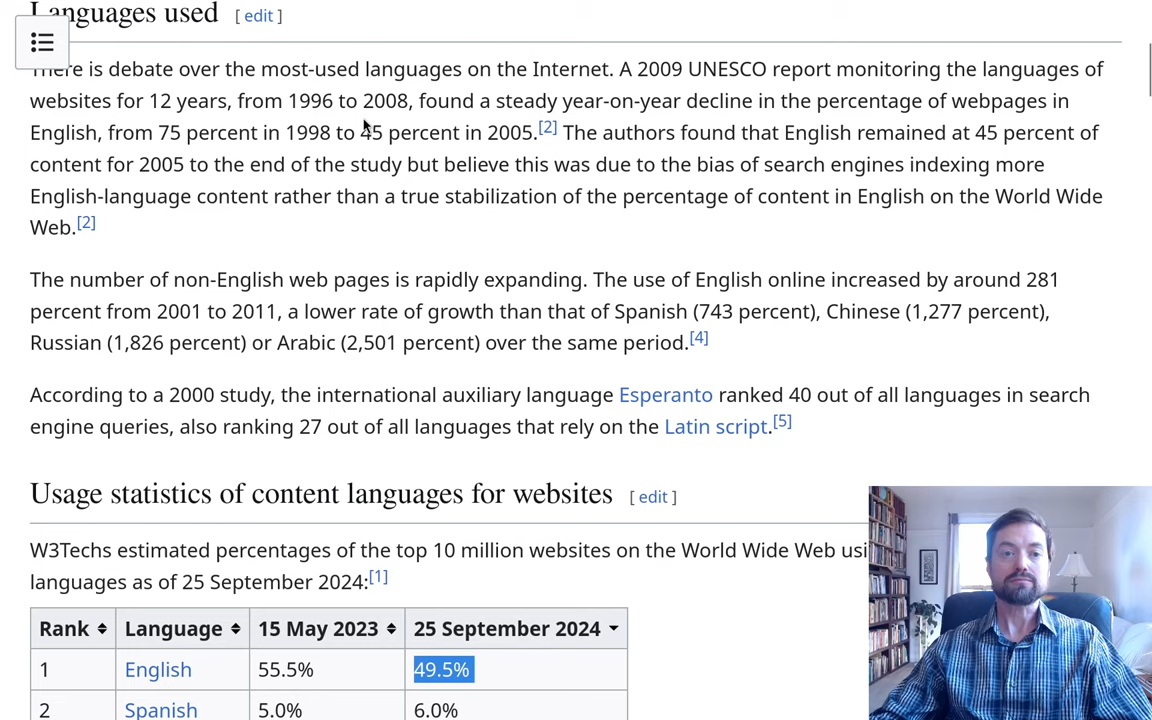 Languages used [ edit ]
There is debate over the most-used languages on the Internet. A 2009 UNESCO report monitoring the languages of
websites for 12 years, from 1996 to 2008, found a steady year-on-year decline in the percentage of webpages in
English, from 75 percent in 1998 to 45 percent in 2005.[2] The authors found that English remained at 45 percent of
content for 2005 to the end of the study but believe this was due to the bias of search engines indexing more
English-language content rather than a true stabilization of the percentage of content in English on the World Wide
Web.[2]
The number of non-English web pages is rapidly expanding. The use of English online increased by around 281
percent from 2001 to 2011, a lower rate of growth than that of Spanish (743 percent), Chinese (1,277 percent),
Russian (1,826 percent) or Arabic (2,501 percent) over the same period.[4]
According to a 2000 study, the international auxiliary language Esperanto ranked 40 out of all languages in search
engine queries, also ranking 27 out of all languages that rely on the Latin script.[5]
Usage statistics of content languages for websites [ edit ]
W3Techs estimated percentages of the top 10 million websites on the World Wide Web usi
languages as of 25 September 2024:[1]
Rank Language 15 May 2023 25 September 2024
1 English 55.5% 49.5%
2 Spanish 5.0% 6.0%